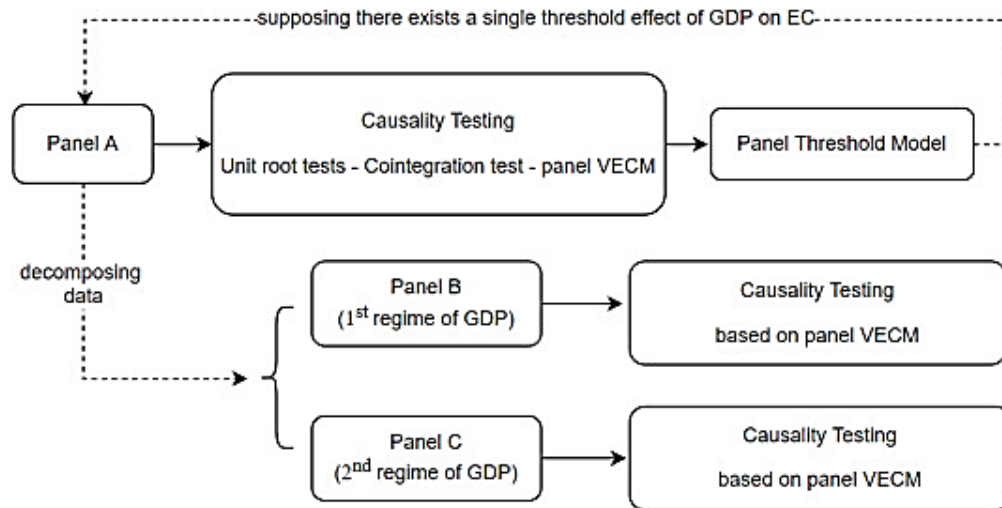 supposing there exists a single threshold effect of GDP on EC
Panel A
Causality Testing
Unit root tests - Cointegration test - panel VECM
Panel Threshold Model
decomposing
data
Panel B
(1st regime of GDP)
Causality Testing
based on panel VECM
Panel C
(2nd regime of GDP)
Causality Testing
based on panel VECM